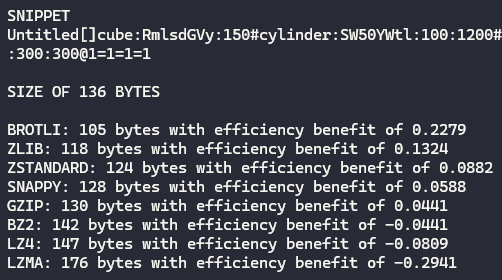 SNIPPET
Untitled[]cube:RmlsdGVy:150#cylinder:SW50YWtl:100:1200#
:300:300@1=1=1=1
SIZE OF 136 BYTES
BROTLI: 105 bytes with efficiency benefit of 0.2279
ZLIB: 118 bytes with efficiency benefit of 0.1324
ZSTANDARD: 124 bytes with efficiency benefit of 0.0882
SNAPPY: 128 bytes with efficiency benefit of 0.0588
GZIP: 130 bytes with efficiency benefit of 0.0441
BZ2: 142 bytes with efficiency benefit of -0.0441
LZ4: 147 bytes with efficiency benefit of -0.0809
LZMA: 176 bytes with efficiency benefit of -0.2941